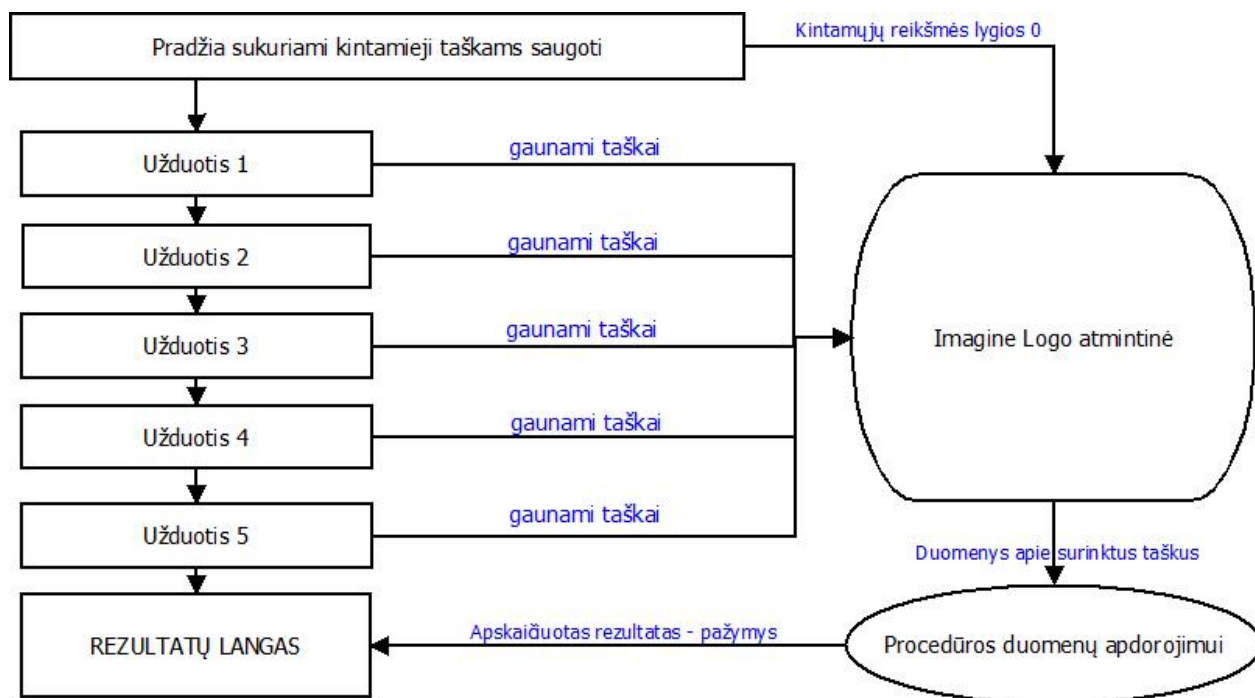 Pradžia sukuriami kintamieji taškams saugoti
Kintamųjų reikšmės lygios 0
Užduotis 1
gaunami taškai
Užduotis 2
gaunami taškai
Užduotis 3
gaunami taškai
Imagine Logo atmintinė
Užduotis 4
gaunami taškai
Užduotis 5
gaunami taškai
Duomenys apie surinktus taškus
REZULTATŲ LANGAS
Apskaičiuotas rezultatas - pažymys
Procedūros duomenų apdorojimui